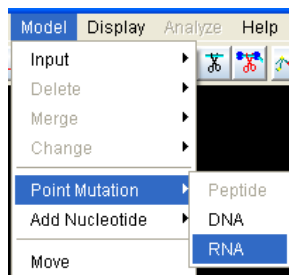 Model Display Analyze Help
Input
Delete
Merge
Change
Point Mutation Peptide
Add Nucleotide DNA
RNA
Move